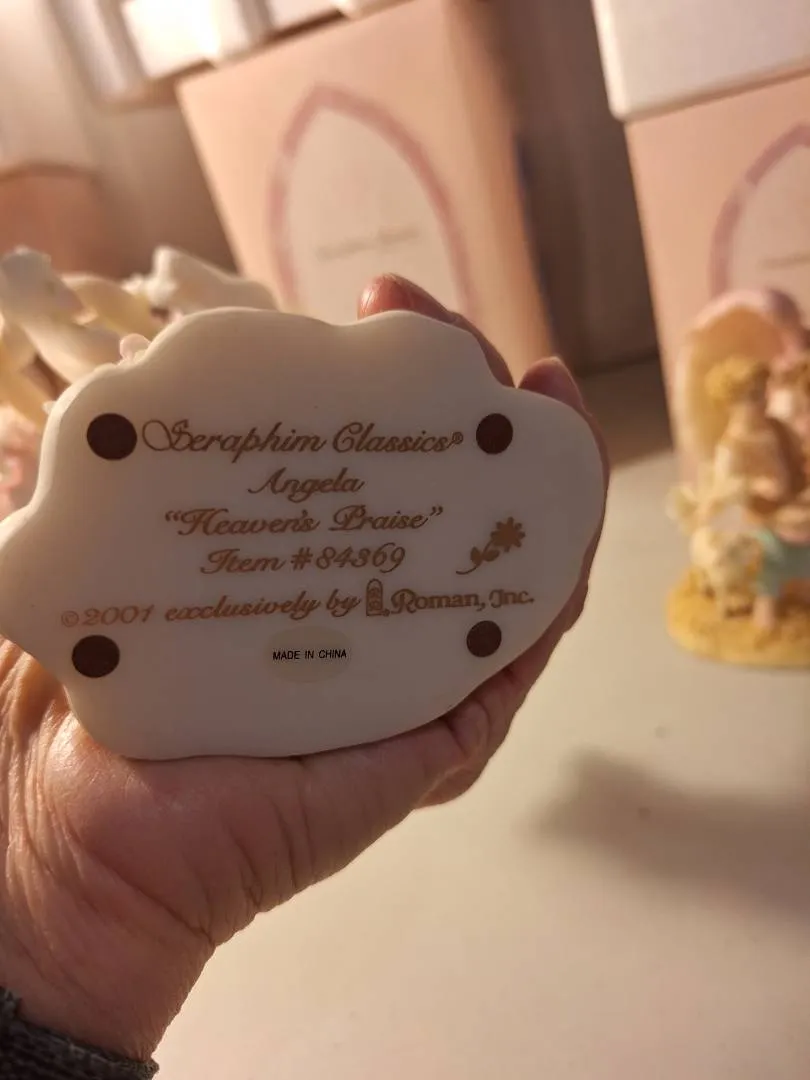 Seraphim Classics®
Angela
"Heaven's Praise"
Item #84369
©2001 exclusively by Roman, Inc.
MADE IN CHINA